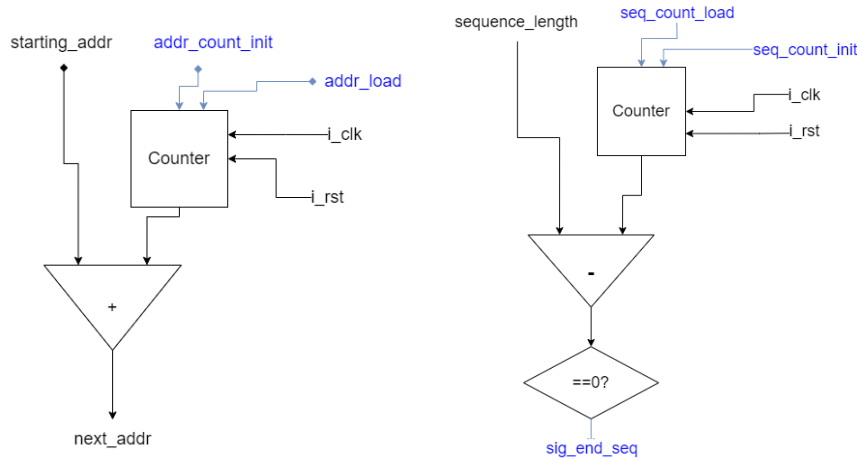 starting_addr
addr_count_init
addr_load
Counter
i_clk
i_rst
+
next_addr
sequence_length
seq_count_load
seq_count_init
Counter
i_clk
i_rst
-
==0?
sig_end_seq